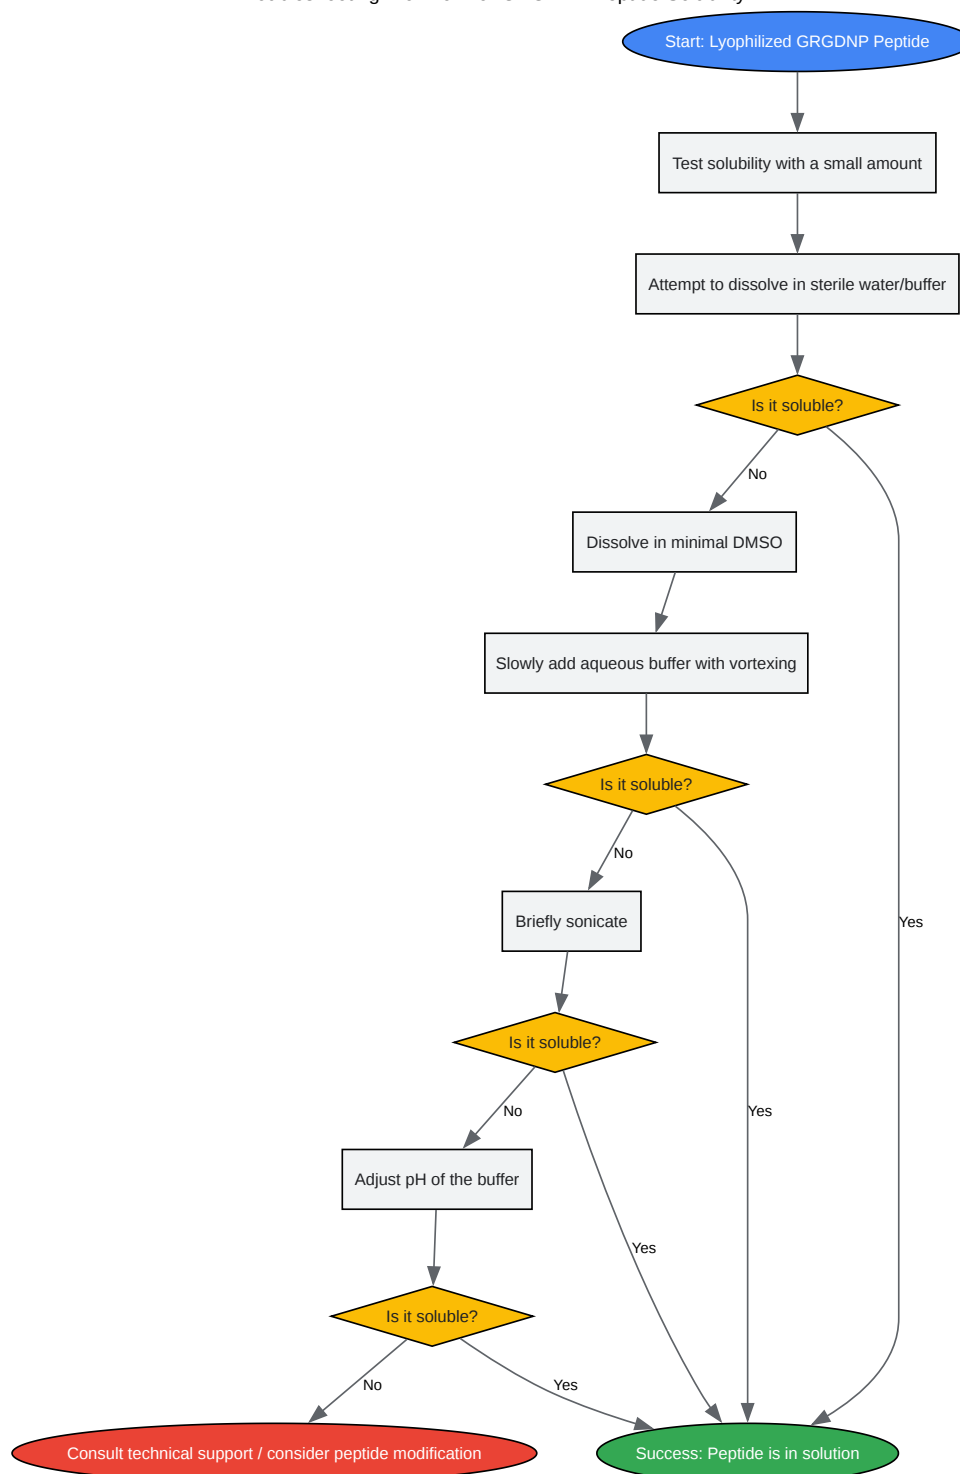 Start: Lyophilized GRGDNP Peptide
Test solubility with a small amount
Attempt to dissolve in sterile water/buffer
Is it soluble?
No
Dissolve in minimal DMSO
Slowly add aqueous buffer with vortexing
Is it soluble?
No
Briefly sonicate
Yes
Is it soluble?
No
Yes
Adjust pH of the buffer
Yes
Is it soluble?
No
Yes
Consult technical support / consider peptide modification
Success: Peptide is in solution